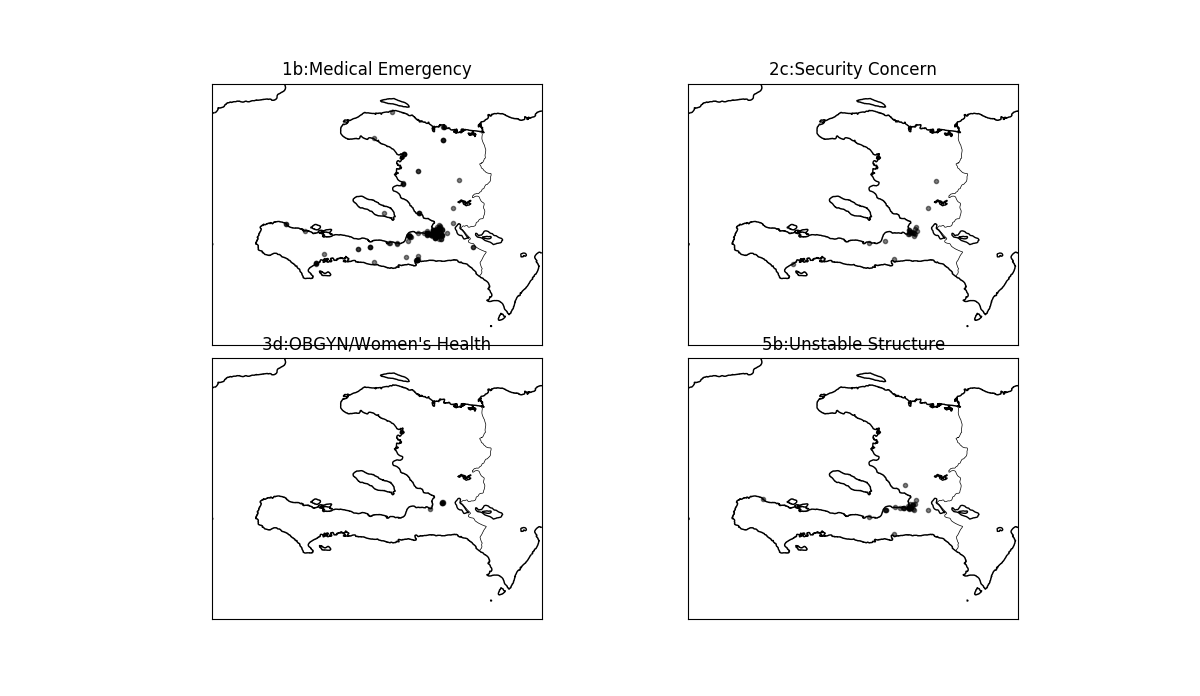 1b:Medical Emergency
2c:Security Concern
3d:OBGYN/Women's Health
5b:Unstable Structure